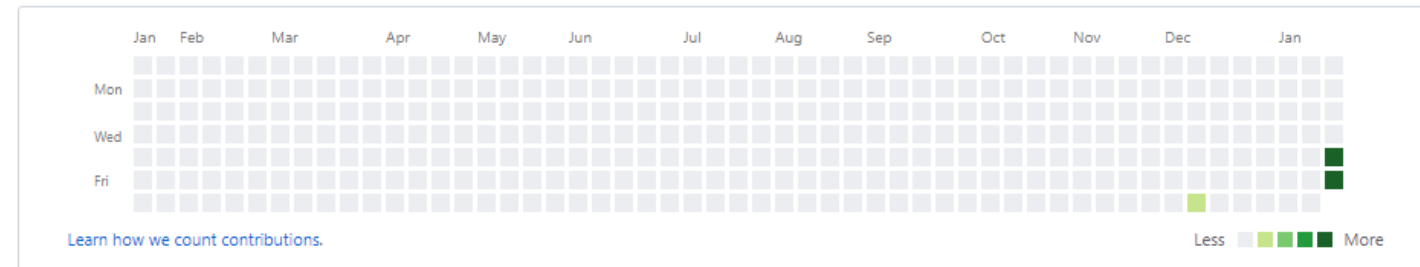 Jan Feb Mar Apr May Jun Jul Aug Sep Oct Nov Dec Jan
Mon
Wed
Fri
Learn how we count contributions. Less More